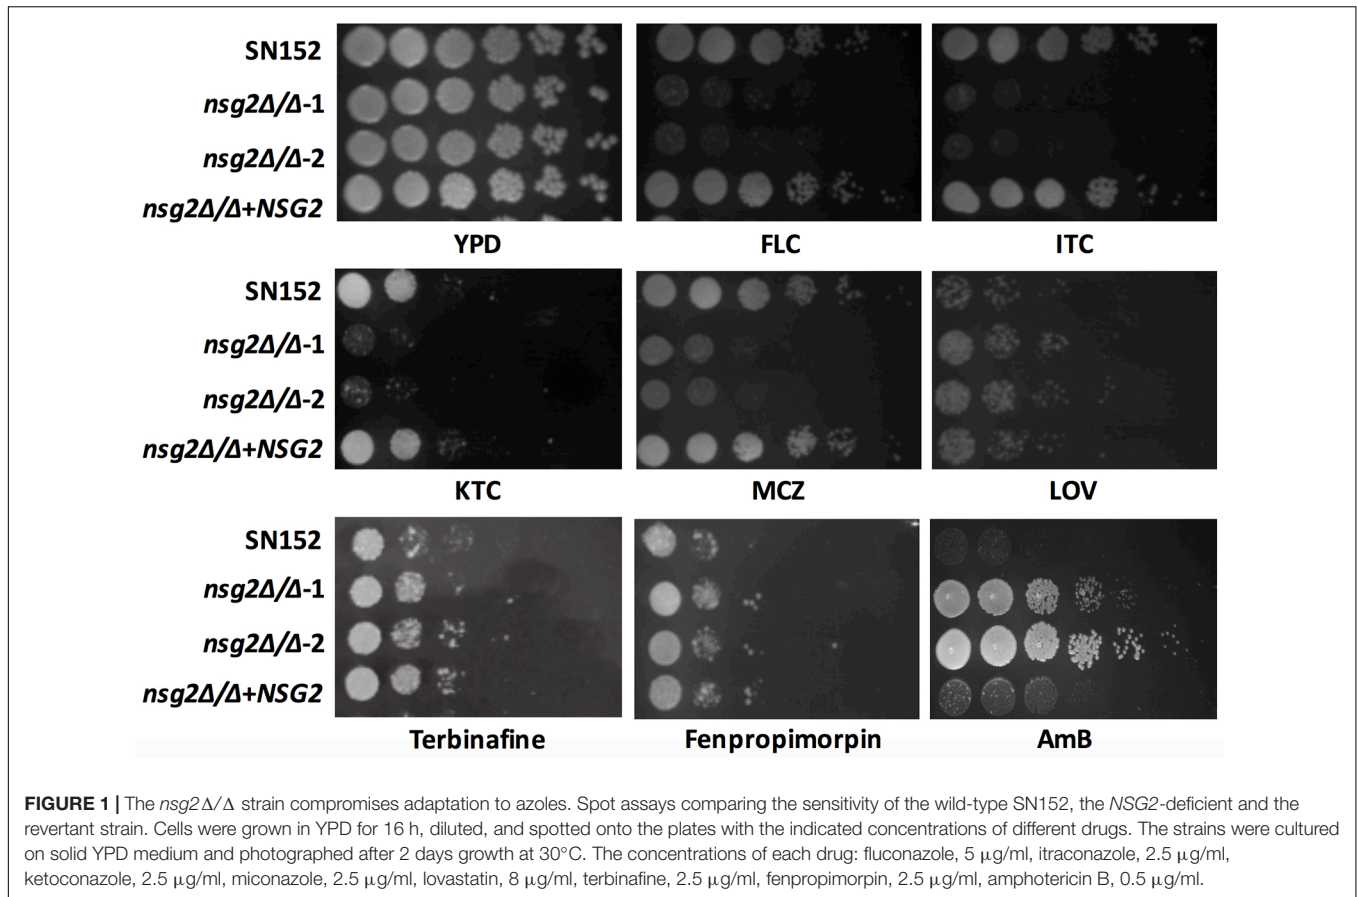 SN152
nsg2Δ/Δ-1
nsg2Δ/Δ-2
nsg2Δ/Δ+NSG2
YPD FLC ITC
SN152
nsg2Δ/Δ-1
nsg2Δ/Δ-2
nsg2Δ/Δ+NSG2
KTC MCZ LOV
SN152
nsg2Δ/Δ-1
nsg2Δ/Δ-2
nsg2Δ/Δ+NSG2
Terbinafine Fenpropimorpin AmB
FIGURE 1 | The nsg2Δ/Δ strain compromises adaptation to azoles. Spot assays comparing the sensitivity of the wild-type SN152, the NSG2-deficient and the
revertant strain. Cells were grown in YPD for 16 h, diluted, and spotted onto the plates with the indicated concentrations of different drugs. The strains were cultured
on solid YPD medium and photographed after 2 days growth at 30°C. The concentrations of each drug: fluconazole, 5 μg/ml, itraconazole, 2.5 μg/ml,
ketoconazole, 2.5 μg/ml, miconazole, 2.5 μg/ml, lovastatin, 8 μg/ml, terbinafine, 2.5 μg/ml, fenpropimorpin, 2.5 μg/ml, amphotericin B, 0.5 μg/ml.